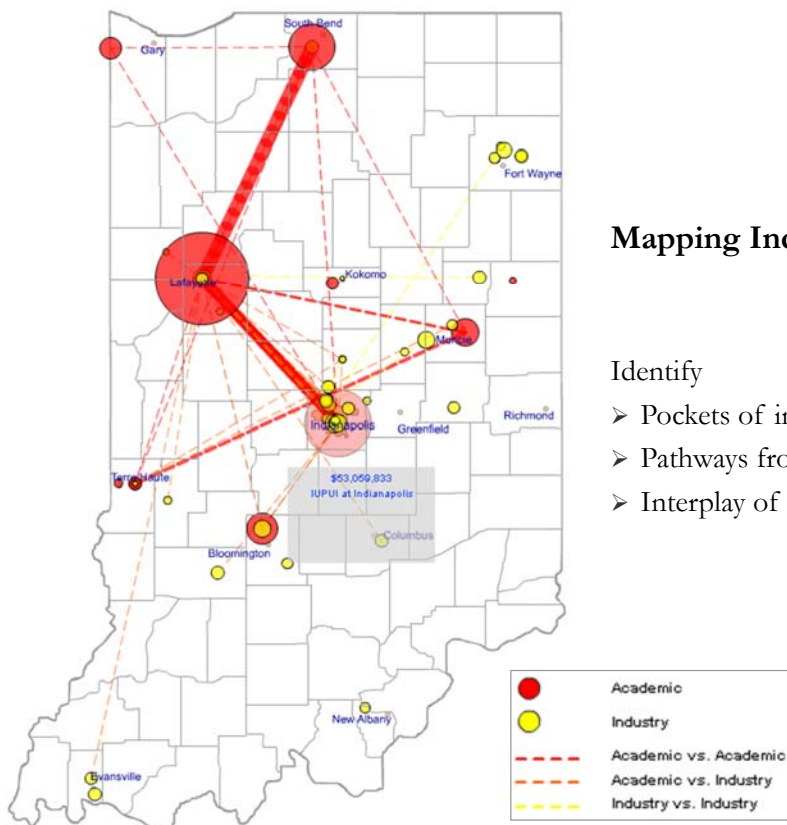 South Bend
Gary
Fort Wayne
Mapping Ind
Lafayette
Kokomo
Identify
Muncie
➢ Pockets of i
Indianapolis
Greenfield
Richmond
➢ Pathways fro
Terre Haute
$53,059,833
IUPUI at Indianapolis
➢ Interplay of
Columbus
Bloomington
Academic
New Albany
Industry
Academic vs. Academic
Evansville
Academic vs. Industry
Industry vs. Industry